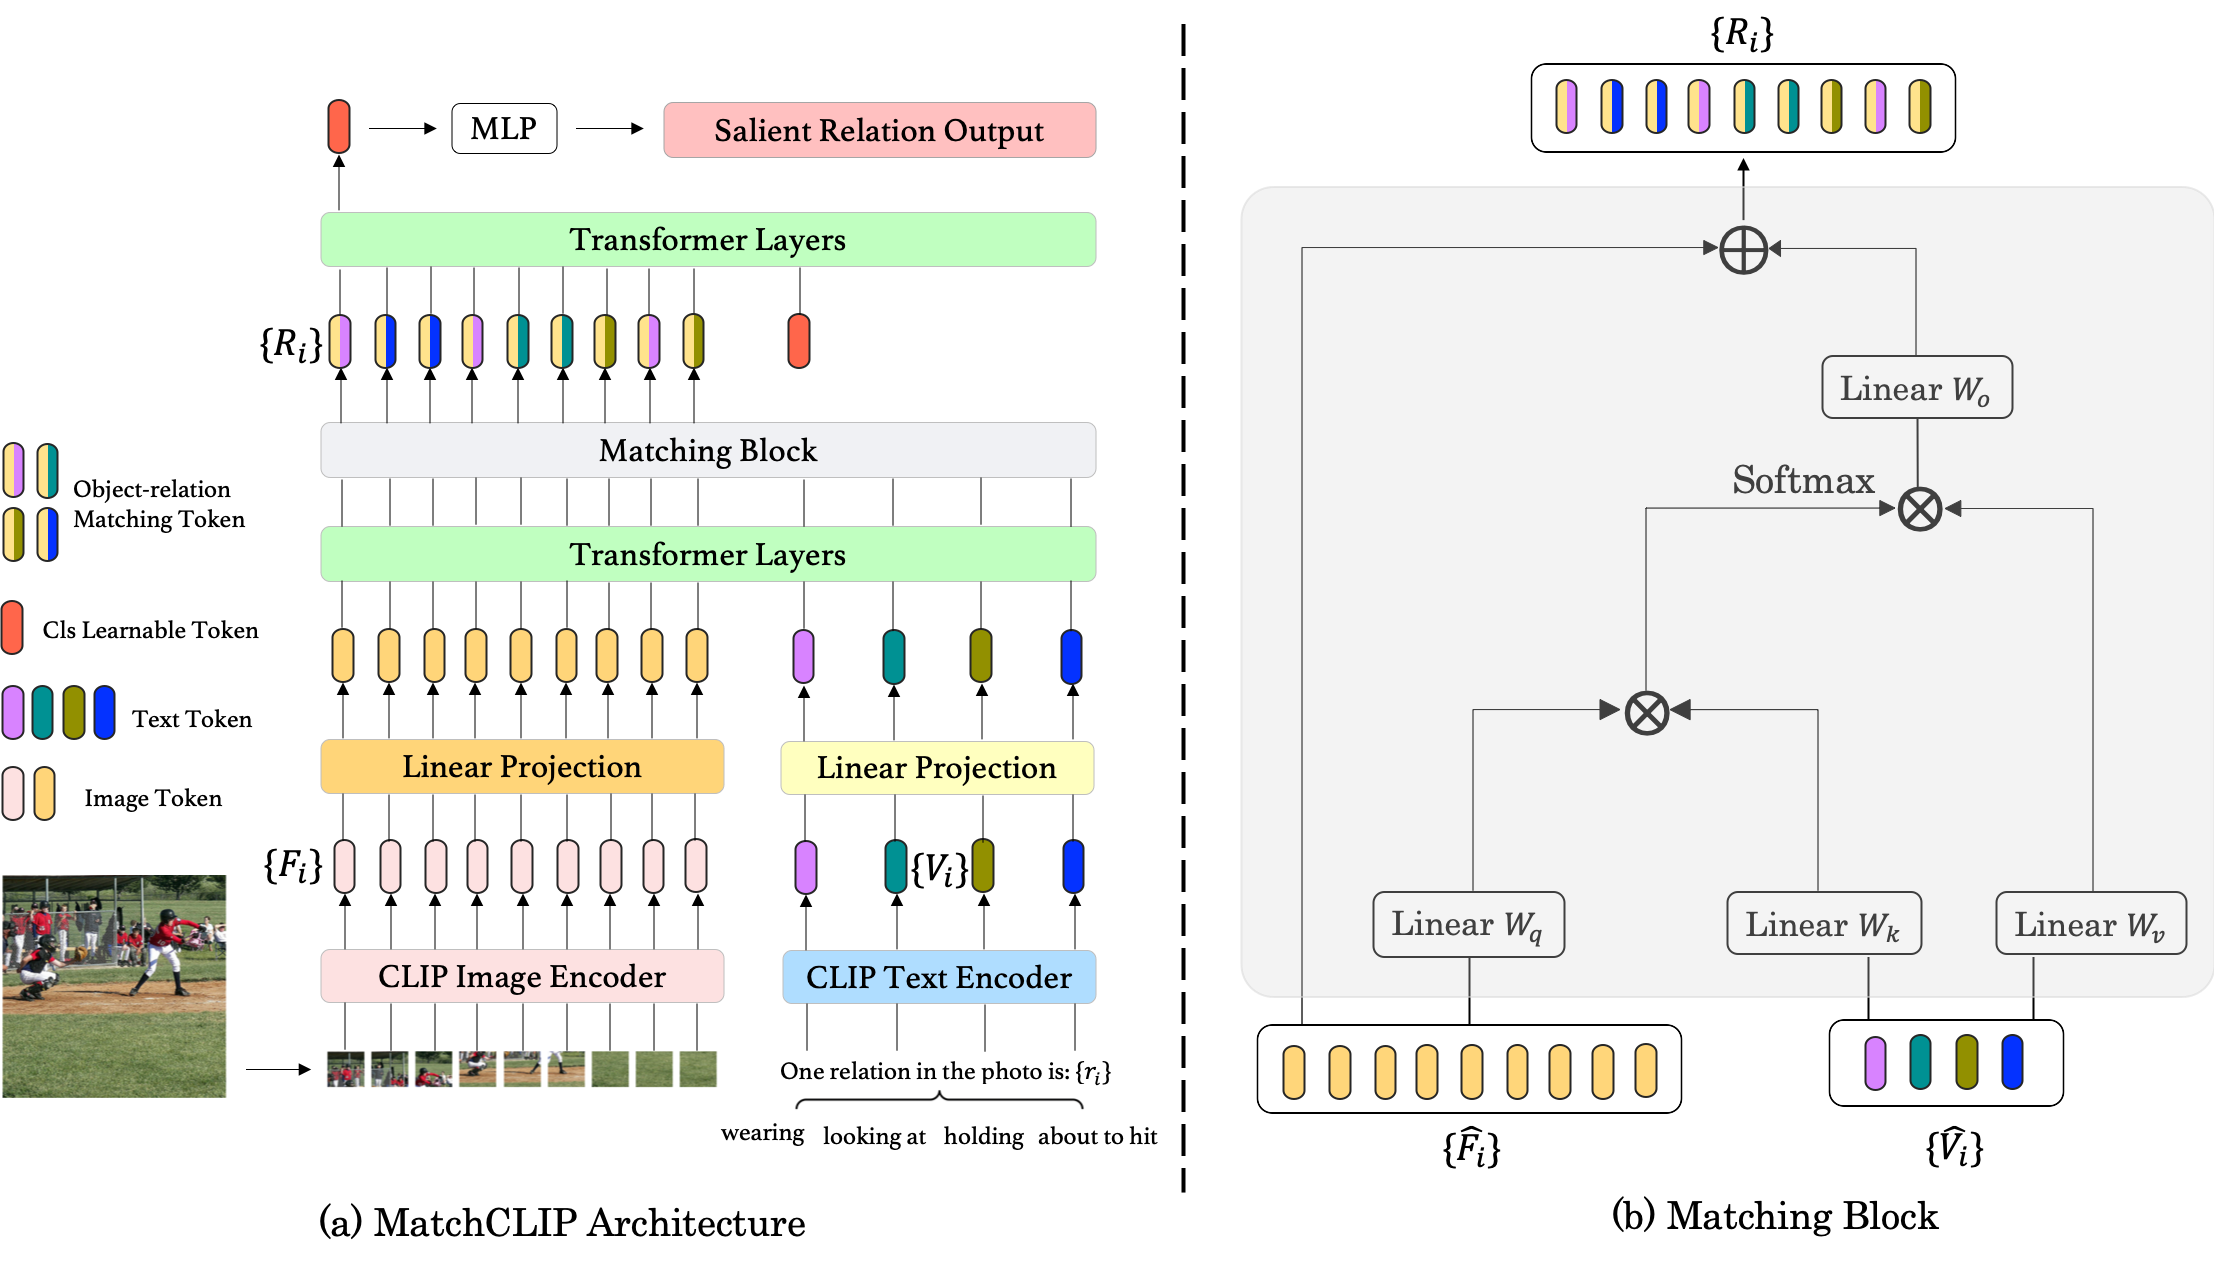 MLP
Salient Relation Output
Transformer Layers
{R_i}
Matching Block
Object-relation
Matching Token
Transformer Layers
Cls Learnable Token
Text Token
Linear Projection
Linear Projection
Image Token
{F_i}
{V_i}
CLIP Image Encoder
CLIP Text Encoder
One relation in the photo is: {r_i}
wearing looking at holding about to hit
(a) MatchCLIP Architecture
{R_i}
Linear W_o
Softmax
Linear W_q
Linear W_k
Linear W_v
{F̂_i}
{V̂_i}
(b) Matching Block